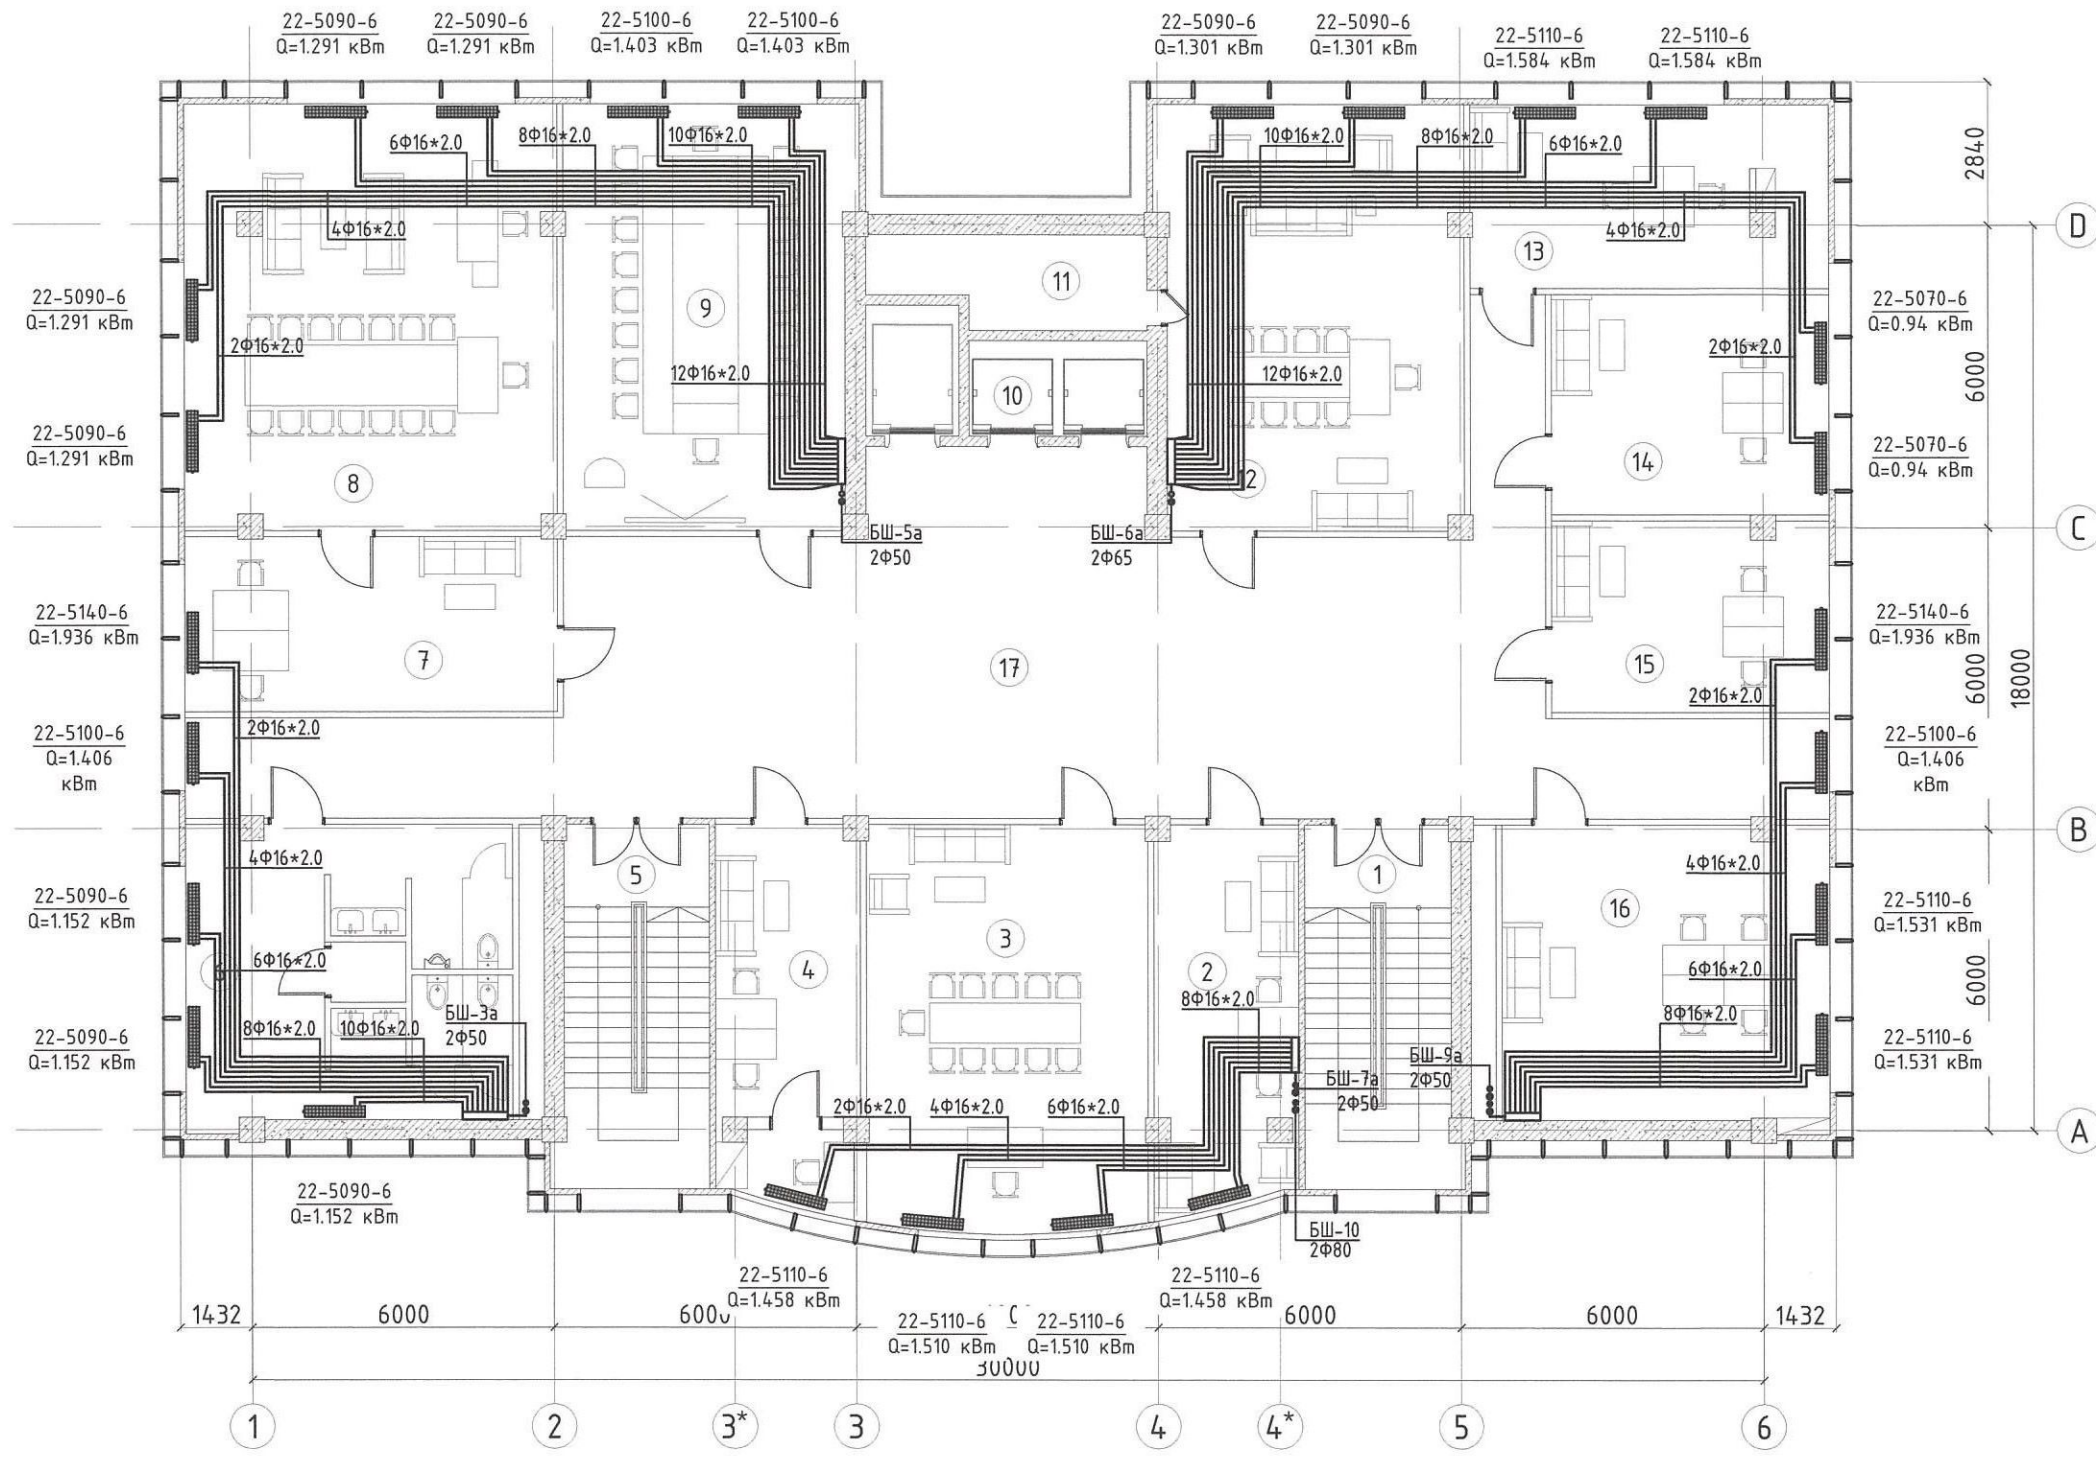 22-5090-6
Q=1.291 кВт
22-5090-6
Q=1.291 кВт
22-5100-6
Q=1.403 кВт
22-5100-6
Q=1.403 кВт
22-5090-6
Q=1.301 кВт
22-5090-6
Q=1.301 кВт
22-5110-6
Q=1.584 кВт
22-5110-6
Q=1.584 кВт
6Ф16*2.0
8Ф16*2.0
10Ф16*2.0
10Ф16*2.0
8Ф16*2.0
6Ф16*2.0
2840
4Ф16*2.0
4Ф16*2.0
D
13
11
9
22-5090-6
Q=1.291 кВт
22-5070-6
Q=0.94 кВт
2Ф16*2.0
2Ф16*2.0
12Ф16*2.0
12Ф16*2.0
10
6000
22-5090-6
Q=1.291 кВт
22-5070-6
Q=0.94 кВт
8
14
БШ-5а
2Ф50
БШ-6а
2Ф65
C
22-5140-6
Q=1.936 кВт
22-5140-6
Q=1.936 кВт
7
17
15
6000
18000
2Ф16*2.0
2Ф16*2.0
22-5100-6
Q=1.406
кВт
22-5100-6
Q=1.406
кВт
B
4Ф16*2.0
4Ф16*2.0
5
1
22-5090-6
Q=1.152 кВт
22-5110-6
Q=1.531 кВт
16
3
4
2
6Ф16*2.0
6Ф16*2.0
6000
8Ф16*2.0
8Ф16*2.0
10Ф16*2.0
БШ-3а
2Ф50
8Ф16*2.0
22-5090-6
Q=1.152 кВт
22-5110-6
Q=1.531 кВт
БШ-9а
2Ф50
БШ-7а
2Ф50
2Ф16*2.0
4Ф16*2.0
6Ф16*2.0
A
22-5090-6
Q=1.152 кВт
БШ-10
2Ф80
22-5110-6
Q=1.458 кВт
22-5110-6
Q=1.458 кВт
1432
6000
6000
6000
6000
1432
22-5110-6
Q=1.510 кВт
22-5110-6
Q=1.510 кВт
30000
1
2
3*
3
4
4*
5
6